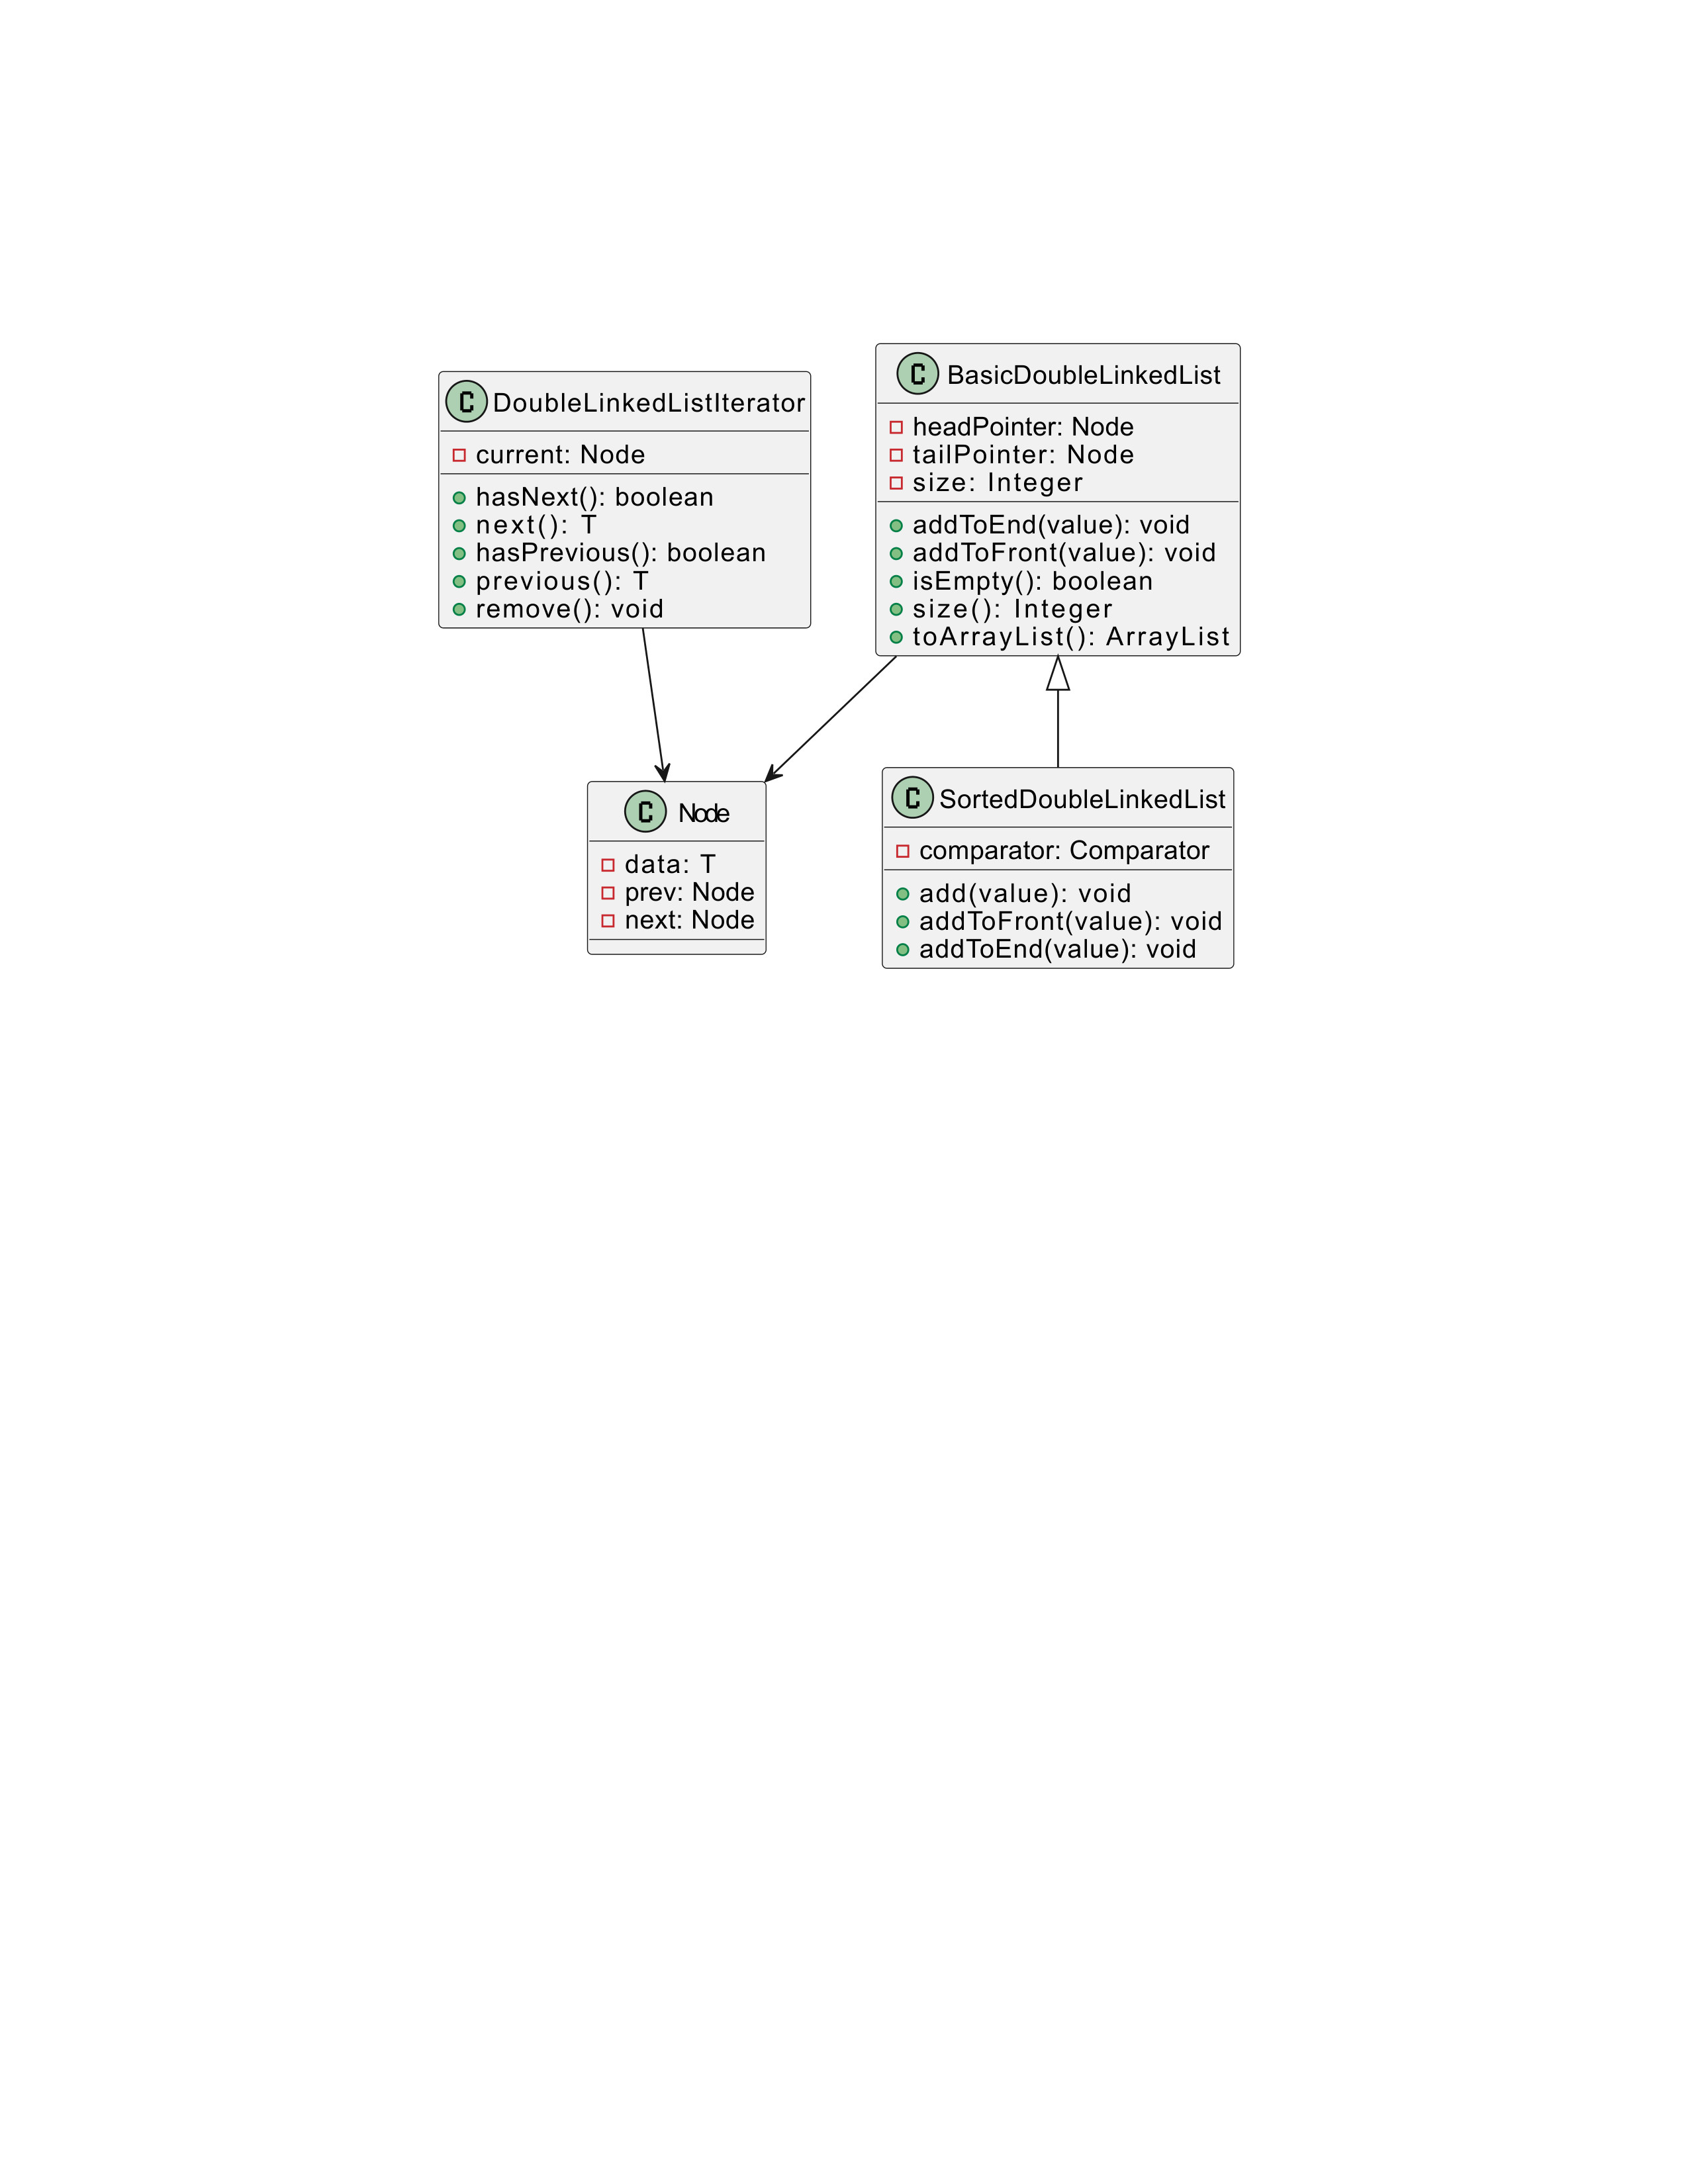 C DoubleLinkedListIterator
current: Node
hasNext(): boolean
next(): T
hasPrevious(): boolean
previous(): T
remove(): void
C BasicDoubleLinkedList
headPointer: Node
tailPointer: Node
size: Integer
addToEnd(value): void
addToFront(value): void
isEmpty(): boolean
size(): Integer
toArrayList(): ArrayList
C Node
data: T
prev: Node
next: Node
C SortedDoubleLinkedList
comparator: Comparator
add(value): void
addToFront(value): void
addToEnd(value): void